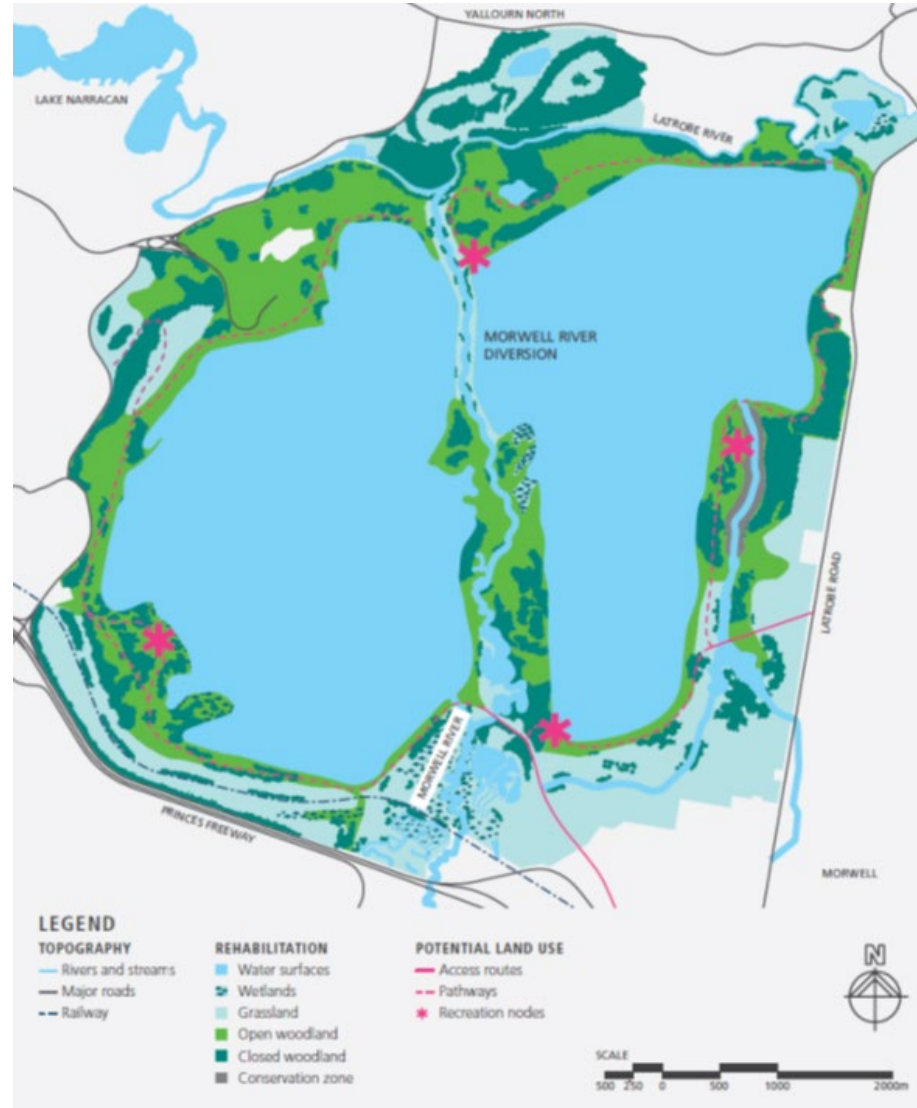 YALLOURN NORTH
LAKE NARRACAN
LATROBE RIVER
MORWELL RIVER
DIVERSION
LATROBE ROAD
MORWELL RIVER
PRINCES FREEWAY
MORWELL
LEGEND
TOPOGRAPHY
Rivers and streams
Major roads
Railway
REHABILITATION
Water surfaces
Wetlands
Grassland
Open woodland
Closed woodland
Conservation zone
POTENTIAL LAND USE
Access routes
Pathways
Recreation nodes
N
SCALE
500 250 0 500 1000 2000m